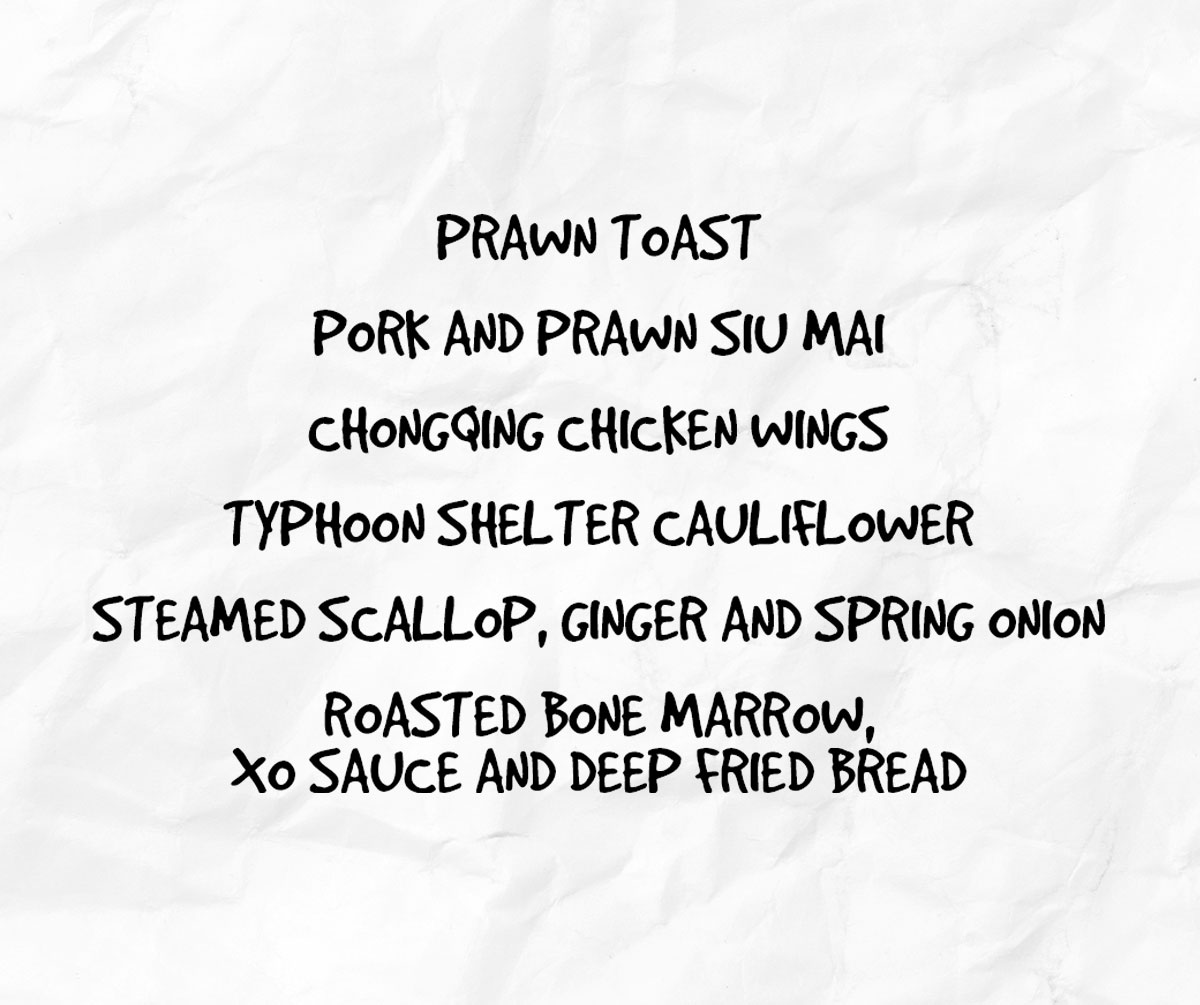 PRAWN TOAST
PORK AND PRAWN SIU MAI
CHONGQING CHICKEN WINGS
TYPHOON SHELTER CAULIFLOWER
STEAMED SCALLOP, GINGER AND SPRING ONION
ROASTED BONE MARROW,
XO SAUCE AND DEEP FRIED BREAD